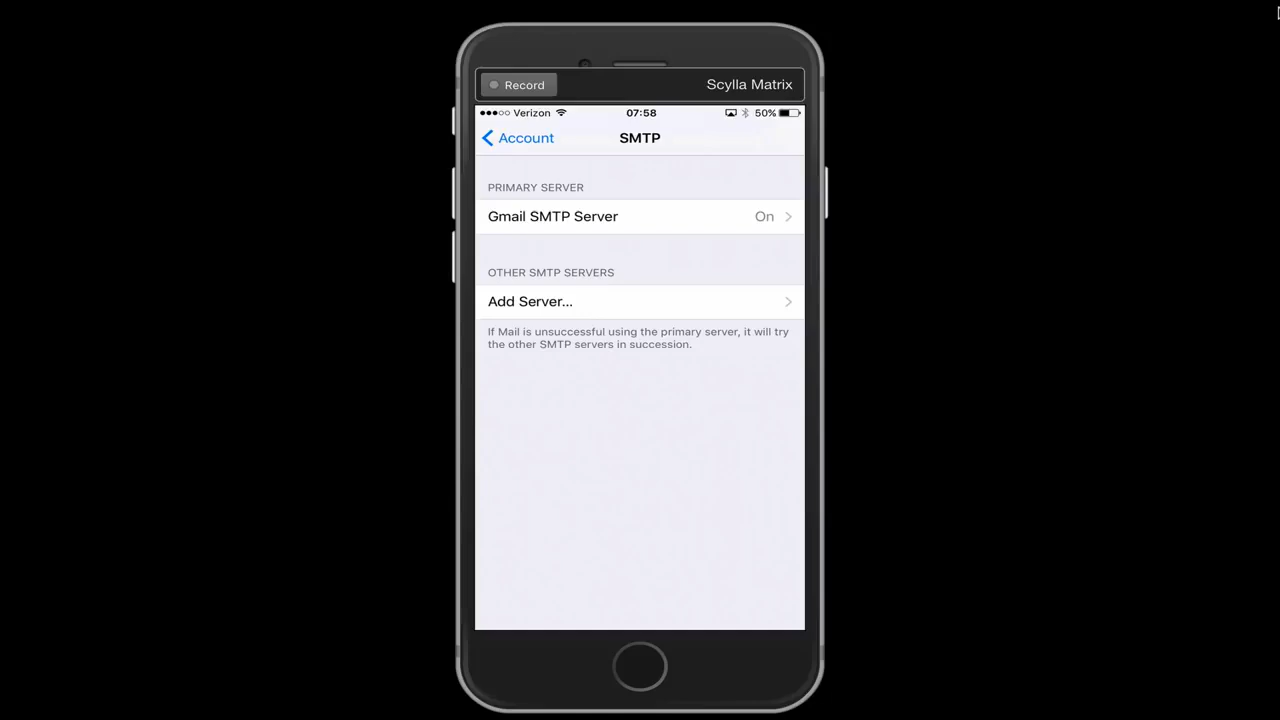 Record
Scylla Matrix
Verizon 07:58 50%
Account
SMTP
PRIMARY SERVER
Gmail SMTP Server On
OTHER SMTP SERVERS
Add Server...
If Mail is unsuccessful using the primary server, it will try
the other SMTP servers in succession.